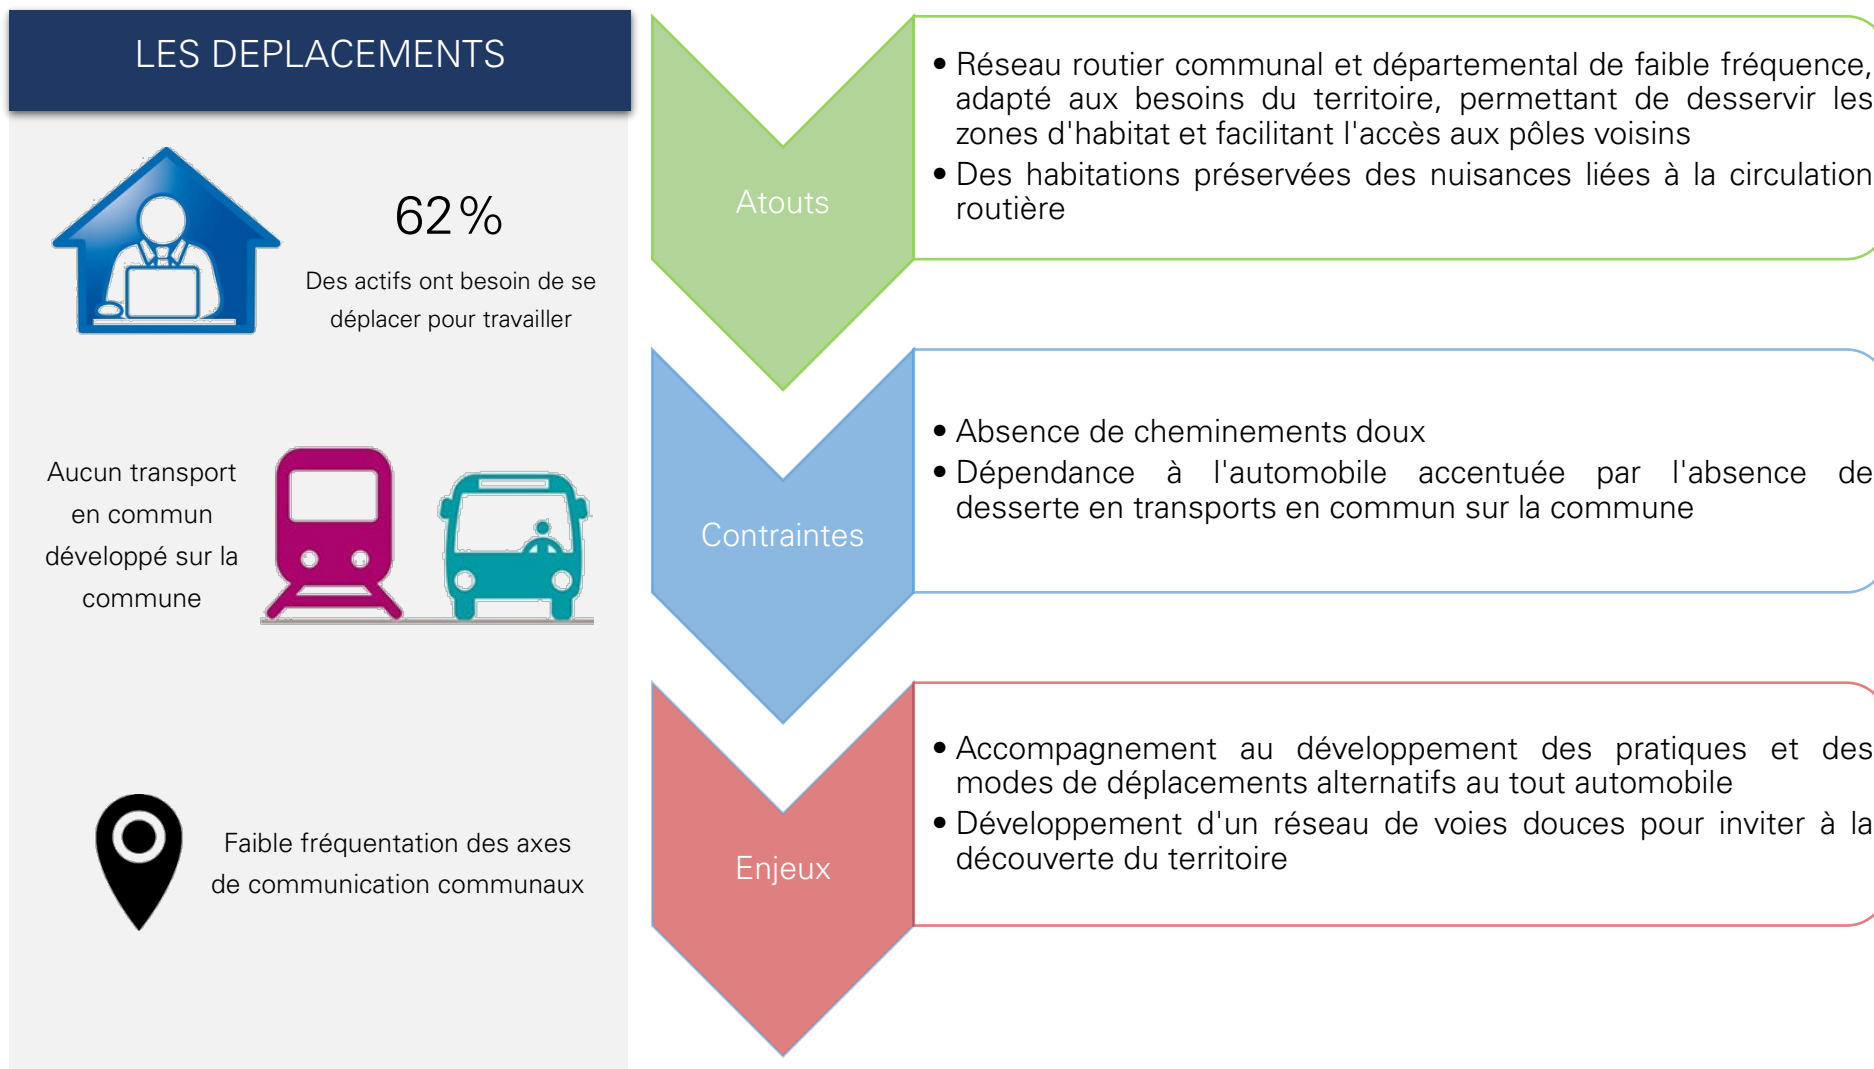 LES DEPLACEMENTS
62%
Des actifs ont besoin de se
déplacer pour travailler
Aucun transport
en commun
développé sur la
commune
Faible fréquentation des axes
de communication communaux
Atouts
• Réseau routier communal et départemental de faible fréquence,
adapté aux besoins du territoire, permettant de desservir les
zones d'habitat et facilitant l'accès aux pôles voisins
• Des habitations préservées des nuisances liées à la circulation
routière
Contraintes
• Absence de cheminements doux
• Dépendance à l'automobile accentuée par l'absence de
desserte en transports en commun sur la commune
Enjeux
• Accompagnement au développement des pratiques et des
modes de déplacements alternatifs au tout automobile
• Développement d'un réseau de voies douces pour inviter à la
découverte du territoire